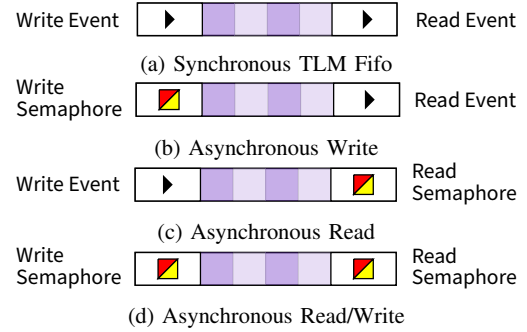 Write Event Read Event
(a) Synchronous TLM Fifo
Write
Semaphore Read Event
(b) Asynchronous Write
Write Event Read
Semaphore
(c) Asynchronous Read
Write
Semaphore Read
Semaphore
(d) Asynchronous Read/Write